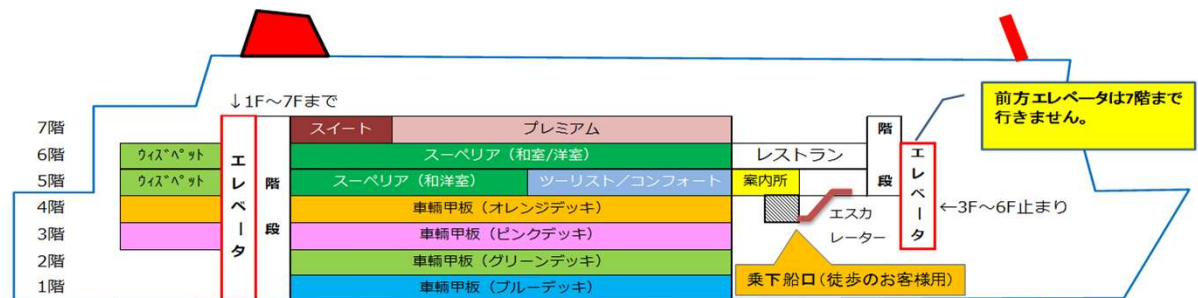 ↓1F～7Fまで
前方エレベータは7階まで
行きません。
7階
スイート
プレミアム
階段
6階
ウィズペット
エレベータ
階段
スーペリア（和室/洋室）
レストラン
エレベータ
5階
ウィズペット
スーペリア（和洋室）
ツーリスト／コンフォート
案内所
4階
車輌甲板（オレンジデッキ）
エスカ
レーター
←3F～6F止まり
3階
車輌甲板（ピンクデッキ）
2階
車輌甲板（グリーンデッキ）
乗下船口（徒歩のお客様用）
1階
車輌甲板（ブルーデッキ）